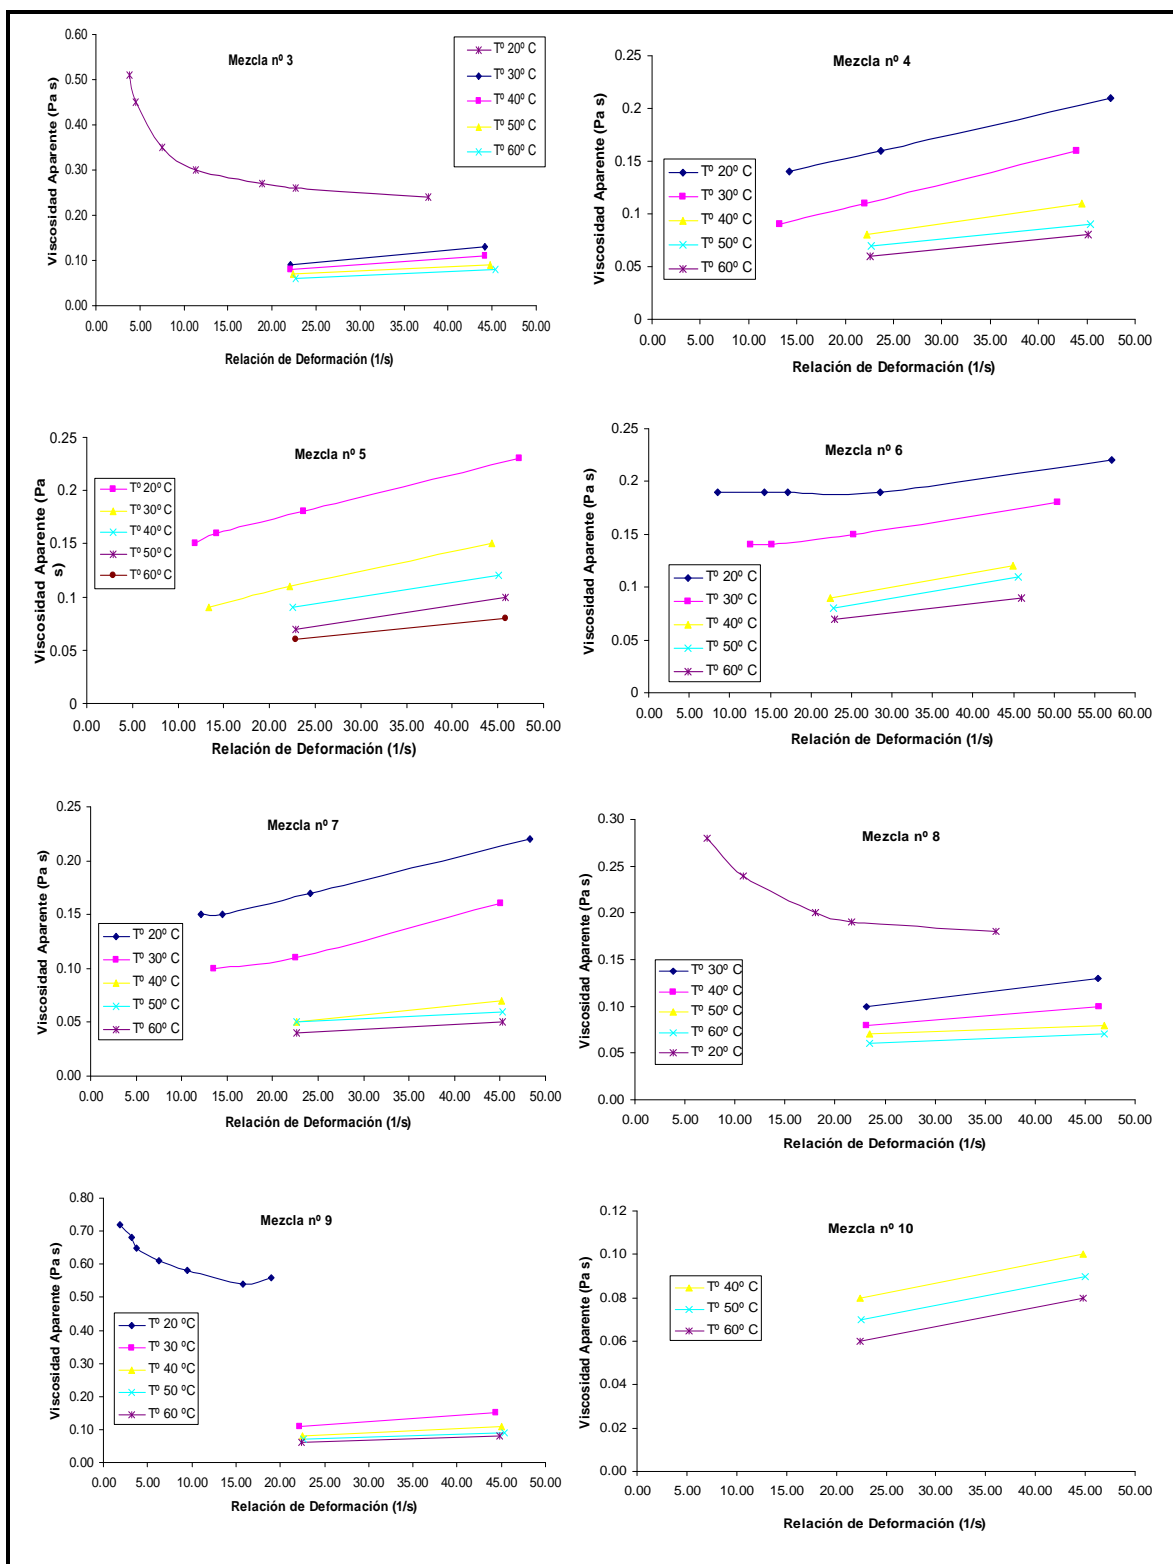 Mezcla nº 3
Viscosidad Aparente (Pa s)
0.60
0.50
0.40
0.30
0.20
0.10
0.00
0.00 5.00 10.00 15.00 20.00 25.00 30.00 35.00 40.00 45.00 50.00
Relación de Deformación (1/s)
Tº 20º C
Tº 30º C
Tº 40º C
Tº 50º C
Tº 60º C
Mezcla nº 4
Viscosidad Aparente (Pa s)
0.25
0.2
0.15
0.1
0.05
0
0.00 5.00 10.00 15.00 20.00 25.00 30.00 35.00 40.00 45.00 50.00
Relación de Deformación (1/s)
Tº 20º C
Tº 30º C
Tº 40º C
Tº 50º C
Tº 60º C
Mezcla nº 5
Viscosidad Aparente (Pa
s)
0.25
0.2
0.15
0.1
0.05
0
0.00 5.00 10.00 15.00 20.00 25.00 30.00 35.00 40.00 45.00 50.00
Relación de Deformación (1/s)
Tº 20º C
Tº 30º C
Tº 40º C
Tº 50º C
Tº 60º C
Mezcla nº 6
Viscosidad Aparente (Pa s)
0.25
0.2
0.15
0.1
0.05
0
0.00 5.00 10.00 15.00 20.00 25.00 30.00 35.00 40.00 45.00 50.00 55.00 60.00
Relación de Deformación (1/s)
Tº 20º C
Tº 30º C
Tº 40º C
Tº 50º C
Tº 60º C
Mezcla nº 7
Viscosidad Aparente (Pa s)
0.25
0.20
0.15
0.10
0.05
0.00
0.00 5.00 10.00 15.00 20.00 25.00 30.00 35.00 40.00 45.00 50.00
Relación de Deformación (1/s)
Tº 20º C
Tº 30º C
Tº 40º C
Tº 50º C
Tº 60º C
Mezcla nº 8
Viscosidad Aparente (Pa s)
0.30
0.25
0.20
0.15
0.10
0.05
0.00
0.00 5.00 10.00 15.00 20.00 25.00 30.00 35.00 40.00 45.00 50.00
Relación de Deformación (1/s)
Tº 30º C
Tº 40º C
Tº 50º C
Tº 60º C
Tº 20º C
Mezcla nº 9
Viscosidad Aparente (Pa s)
0.80
0.70
0.60
0.50
0.40
0.30
0.20
0.10
0.00
0.00 5.00 10.00 15.00 20.00 25.00 30.00 35.00 40.00 45.00 50.00
Relación de Deformación (1/s)
Tº 20 ºC
Tº 30 ºC
Tº 40 ºC
Tº 50 ºC
Tº 60 ºC
Mezcla nº 10
Viscosidad Aparente (Pa s)
0.12
0.10
0.08
0.06
0.04
0.02
0.00
0.00 5.00 10.00 15.00 20.00 25.00 30.00 35.00 40.00 45.00 50.00
Relación de Deformación (1/s)
Tº 40º C
Tº 50º C
Tº 60º C